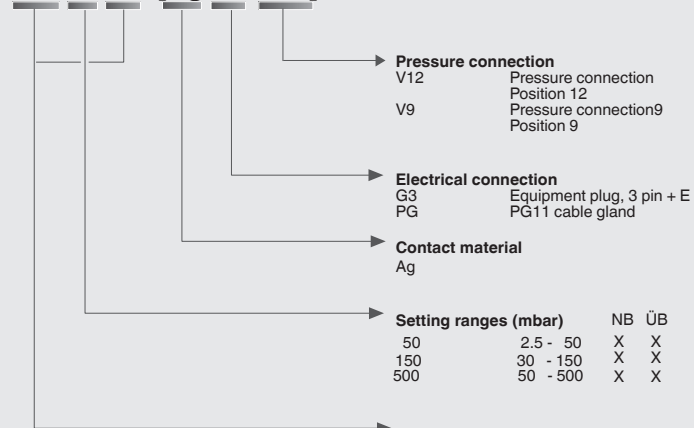 Pressure connection
V12 Pressure connection
Position 12
V9 Pressure connection9
Position 9
Electrical connection
G3 Equipment plug, 3 pin + E
PG PG11 cable gland
Contact material
Ag
Setting ranges (mbar) NB ÜB
50 2.5 - 50 X X
150 30 - 150 X X
500 50 - 500 X X